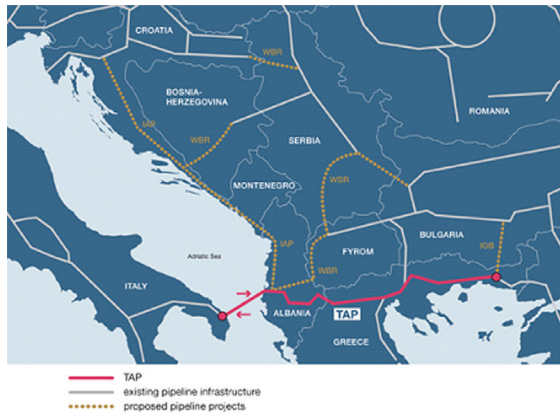 CROATIA
WBR
BOSNIA-
HERZEGOVINA
ROMANIA
IAP
WBR
SERBIA
WBR
MONTENEGRO
BULGARIA
IAP
FYROM
IGB
Adriatic Sea
WBR
ITALY
ALBANIA
TAP
GREECE
TAP
existing pipeline infrastructure
proposed pipeline projects